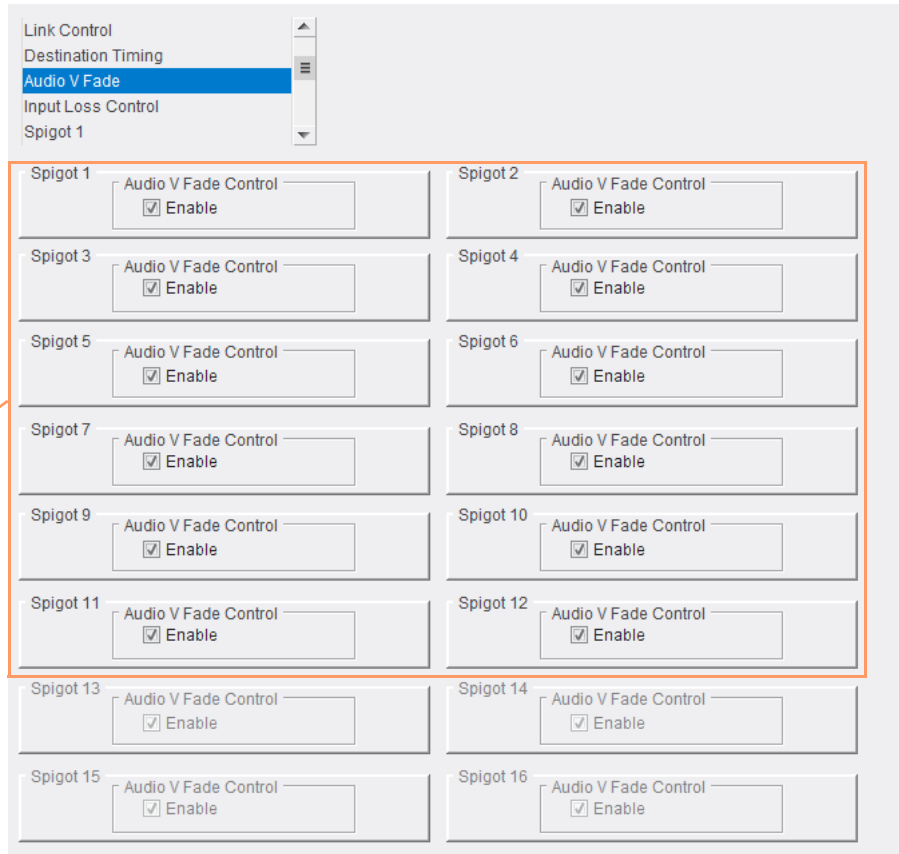 Link Control
Destination Timing
Audio V Fade
Input Loss Control
Spigot 1
Spigot 1
Audio V Fade Control
Enable
Spigot 2
Audio V Fade Control
Enable
Spigot 3
Audio V Fade Control
Enable
Spigot 4
Audio V Fade Control
Enable
Spigot 5
Audio V Fade Control
Enable
Spigot 6
Audio V Fade Control
Enable
Spigot 7
Audio V Fade Control
Enable
Spigot 8
Audio V Fade Control
Enable
Spigot 9
Audio V Fade Control
Enable
Spigot 10
Audio V Fade Control
Enable
Spigot 11
Audio V Fade Control
Enable
Spigot 12
Audio V Fade Control
Enable
Spigot 13
Audio V Fade Control
Enable
Spigot 14
Audio V Fade Control
Enable
Spigot 15
Audio V Fade Control
Enable
Spigot 16
Audio V Fade Control
Enable